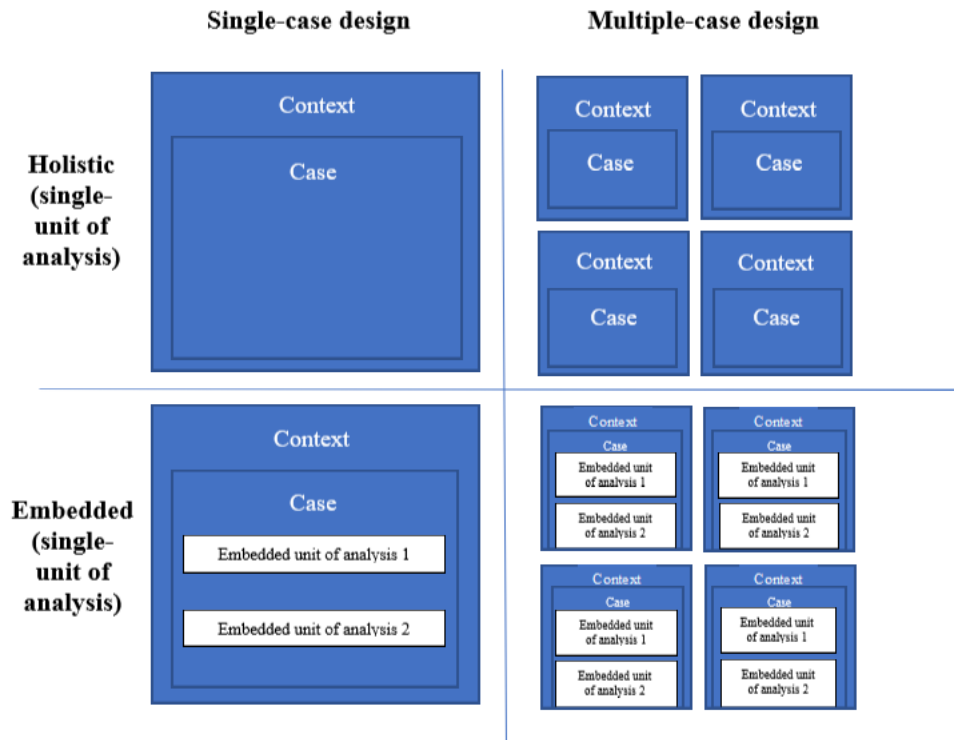 Single-case design
Multiple-case design
Holistic
(single-
unit of
analysis)
Context
Case
Context
Case
Context
Case
Context
Case
Context
Case
Embedded
(single-
unit of
analysis)
Context
Case
Embedded unit of analysis 1
Embedded unit of analysis 2
Context
Case
Embedded unit
of analysis 1
Embedded unit
of analysis 2
Context
Case
Embedded unit
of analysis 1
Embedded unit
of analysis 2
Context
Case
Embedded unit
of analysis 1
Embedded unit
of analysis 2
Context
Case
Embedded unit
of analysis 1
Embedded unit
of analysis 2